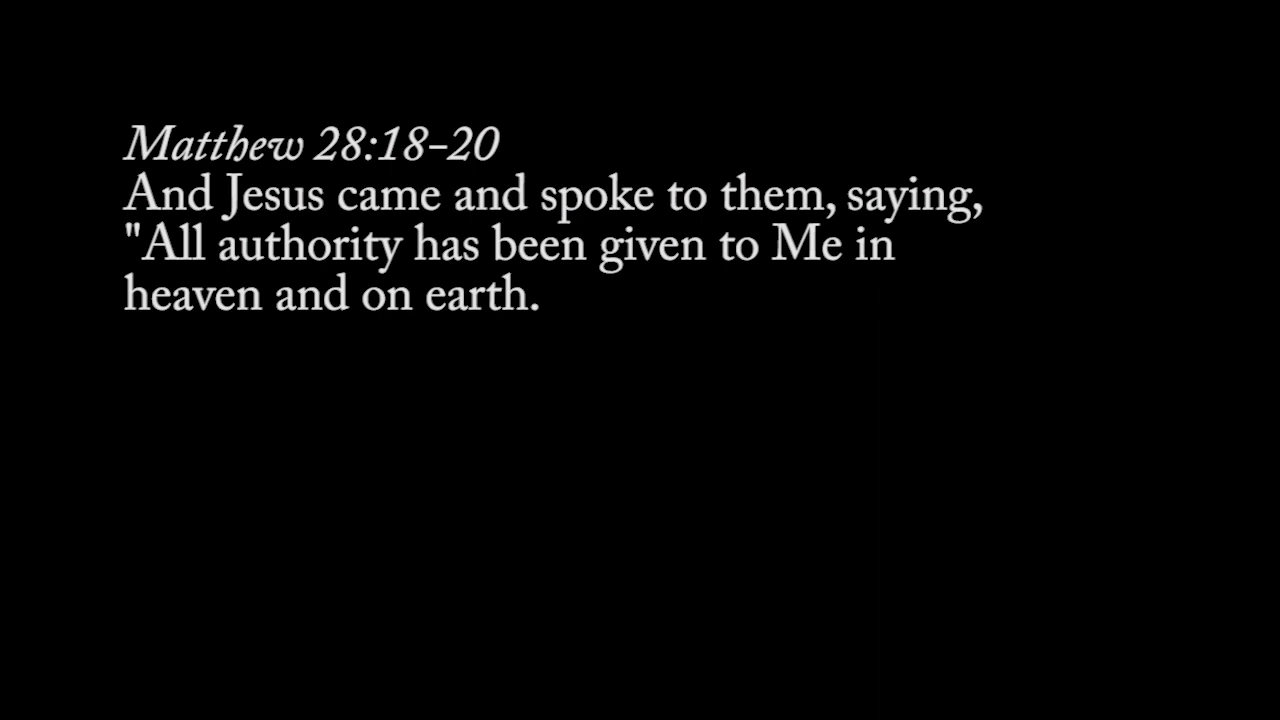 Matthew 28:18-20
And Jesus came and spoke to them, saying,
"All authority has been given to Me in
heaven and on earth.